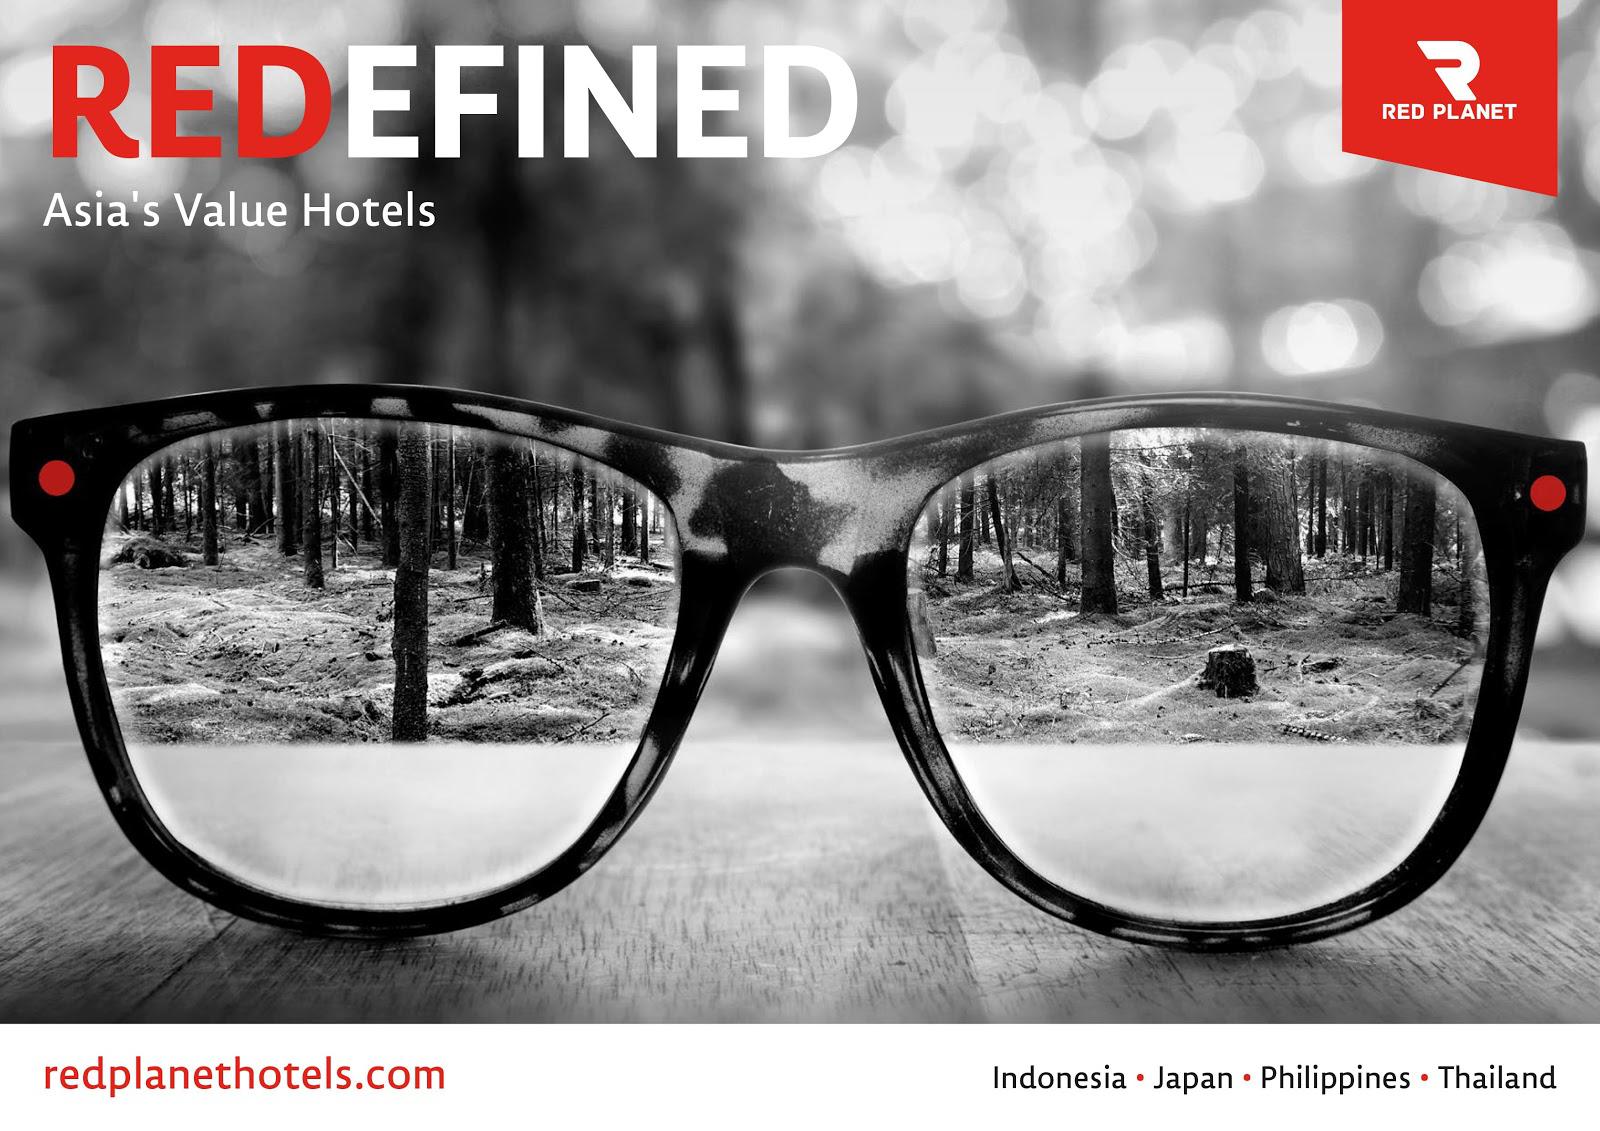 REDEFINED
Asia's Value Hotels
RED PLANET
redplanethotels.com
Indonesia • Japan • Philippines • Thailand